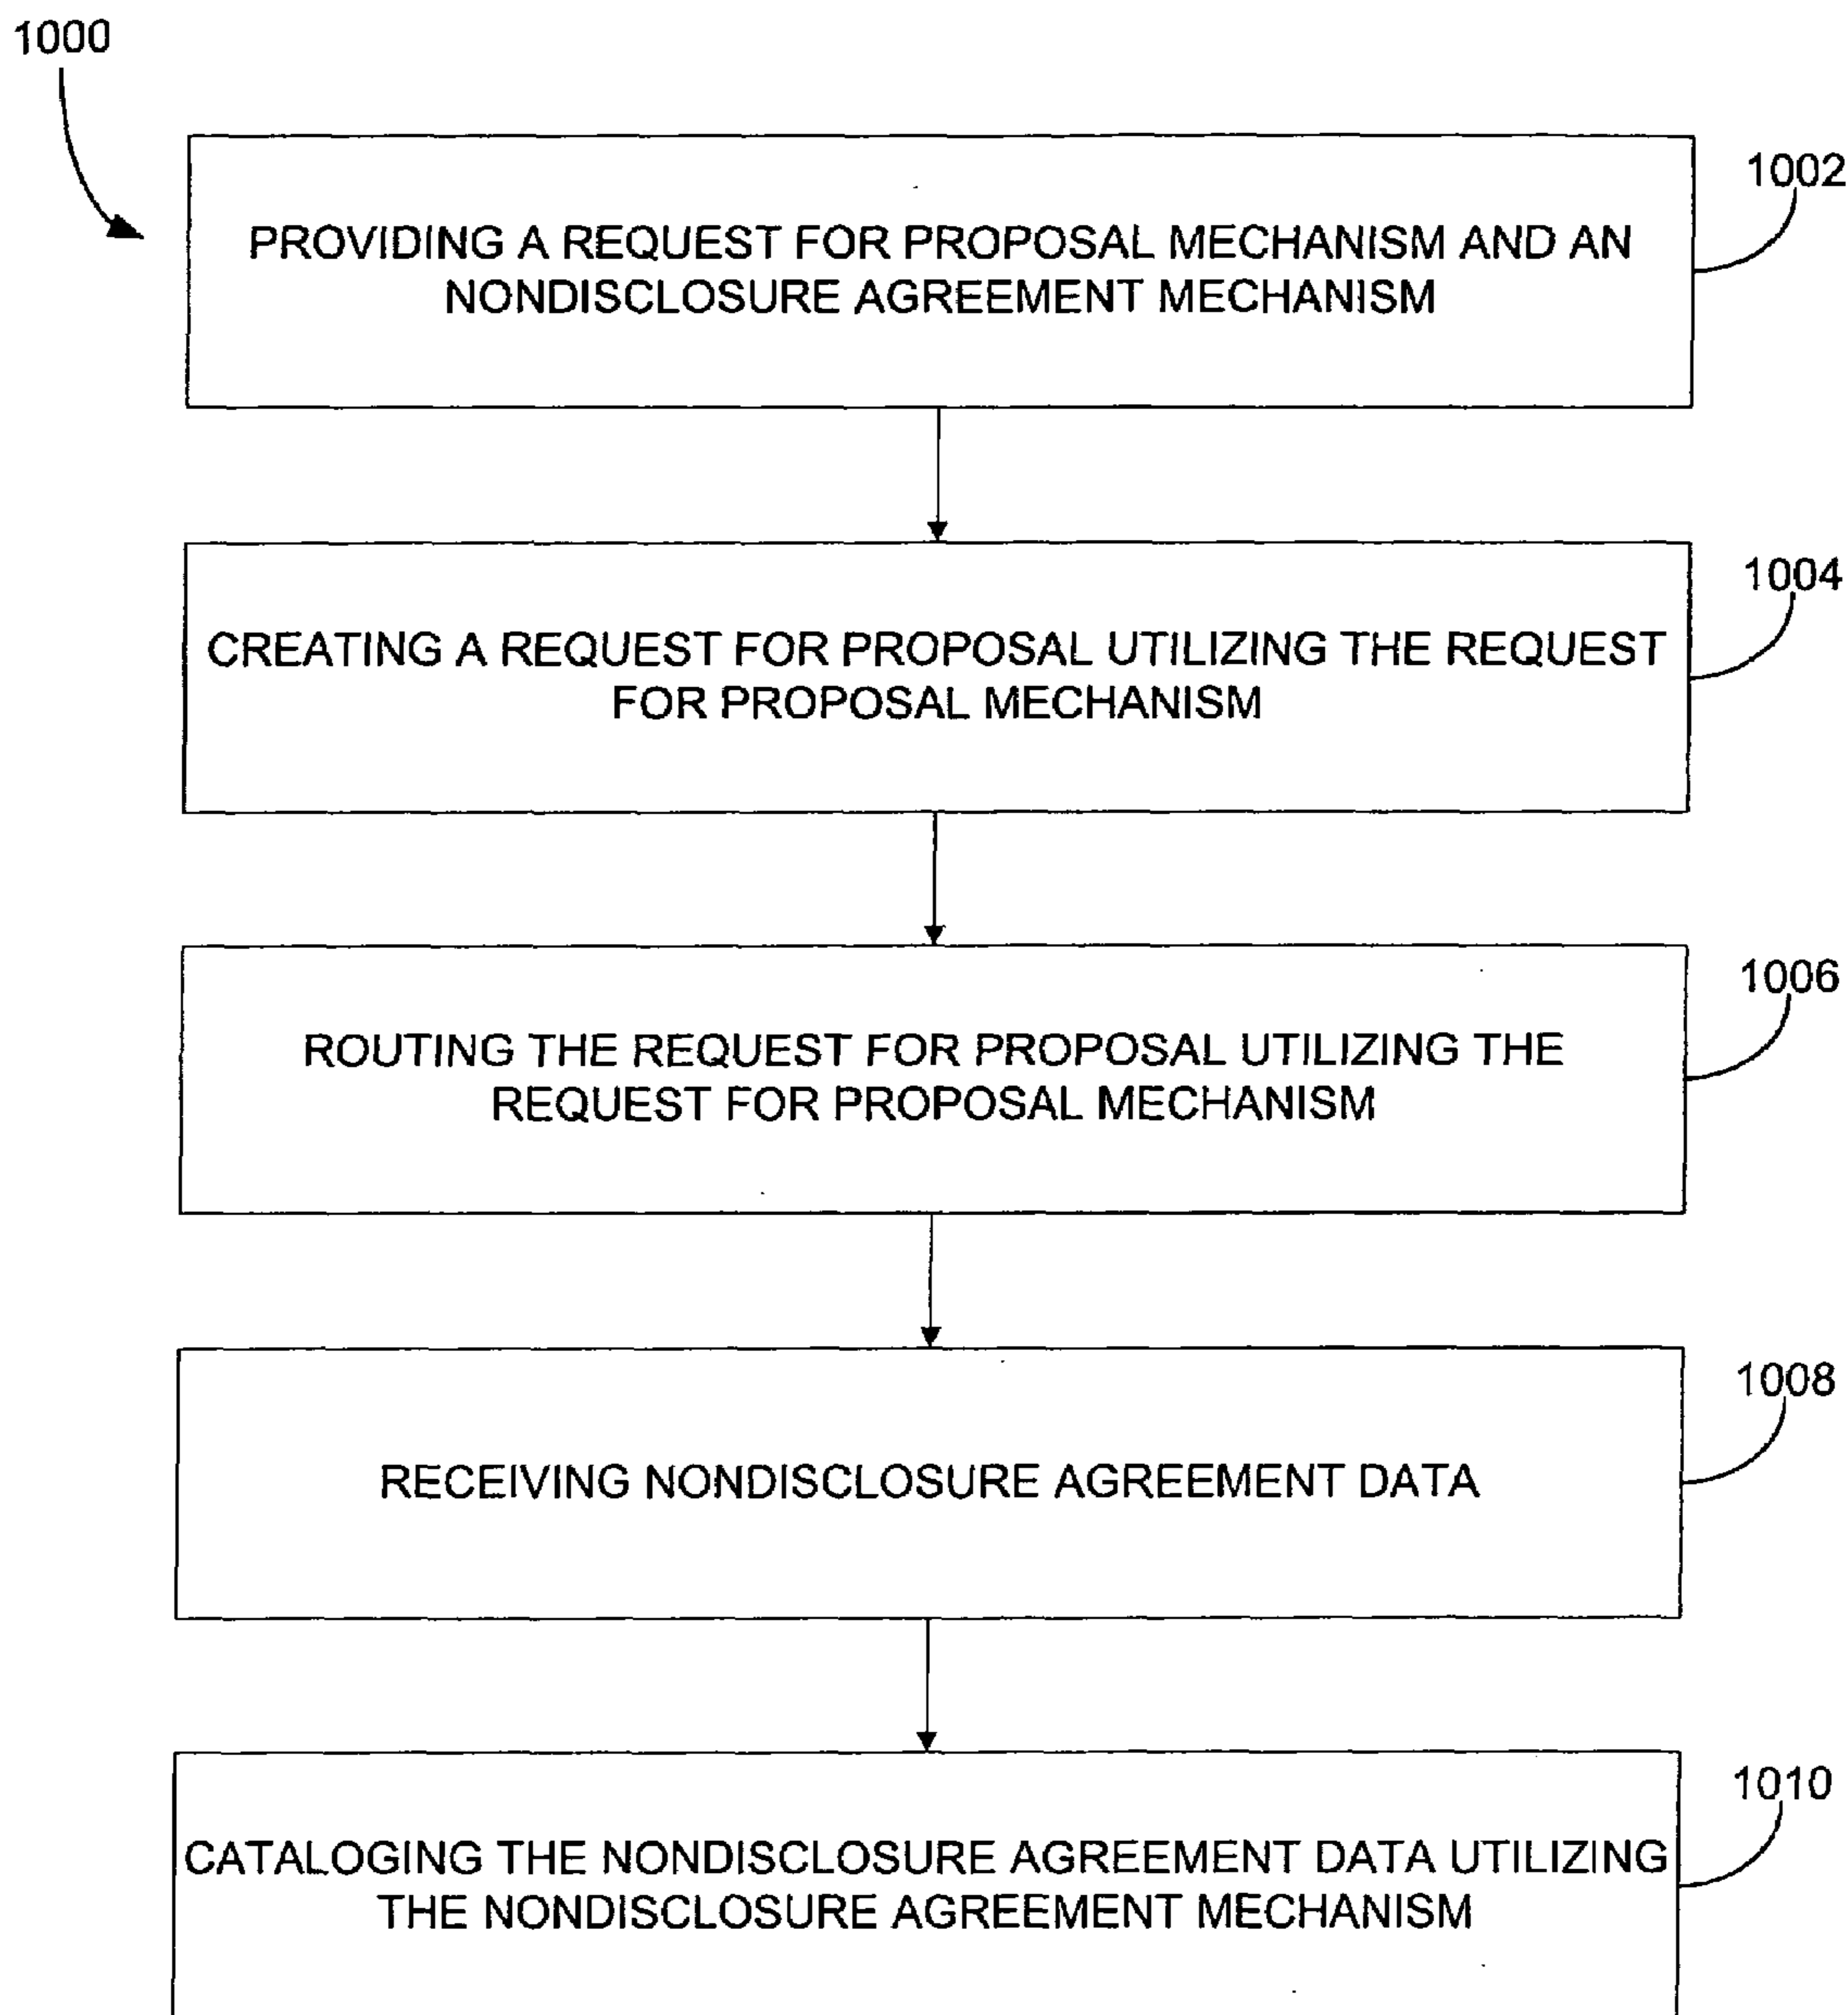 1000
1002
PROVIDING A REQUEST FOR PROPOSAL MECHANISM AND AN
NONDISCLOSURE AGREEMENT MECHANISM
1004
CREATING A REQUEST FOR PROPOSAL UTILIZING THE REQUEST
FOR PROPOSAL MECHANISM
1006
ROUTING THE REQUEST FOR PROPOSAL UTILIZING THE
REQUEST FOR PROPOSAL MECHANISM
1008
RECEIVING NONDISCLOSURE AGREEMENT DATA
1010
CATALOGING THE NONDISCLOSURE AGREEMENT DATA UTILIZING
THE NONDISCLOSURE AGREEMENT MECHANISM